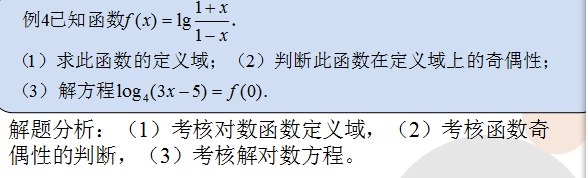 例4已知函数f(x) = lg (1+x)/(1−x).
（1）求此函数的定义域；（2）判断此函数在定义域上的奇偶性；
（3）解方程log₄(3x−5) = f(0).
解题分析：（1）考核对数函数定义域，（2）考核函数奇
偶性的判断，（3）考核解对数方程。